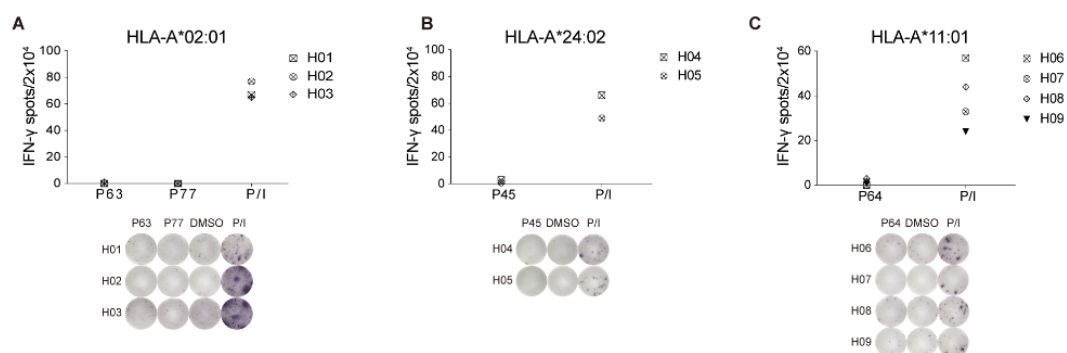 A
HLA-A*02:01
IFN-γ spots/2x10⁴
100
80
60
40
20
0
P63 P77 P/I
H01
H02
H03
P63 P77 DMSO P/I
H01
H02
H03
B
HLA-A*24:02
IFN-γ spots/2x10⁴
100
80
60
40
20
0
P45 P/I
H04
H05
P45 DMSO P/I
H04
H05
C
HLA-A*11:01
IFN-γ spots/2x10⁴
60
40
20
0
P64 P/I
H06
H07
H08
H09
P64 DMSO P/I
H06
H07
H08
H09